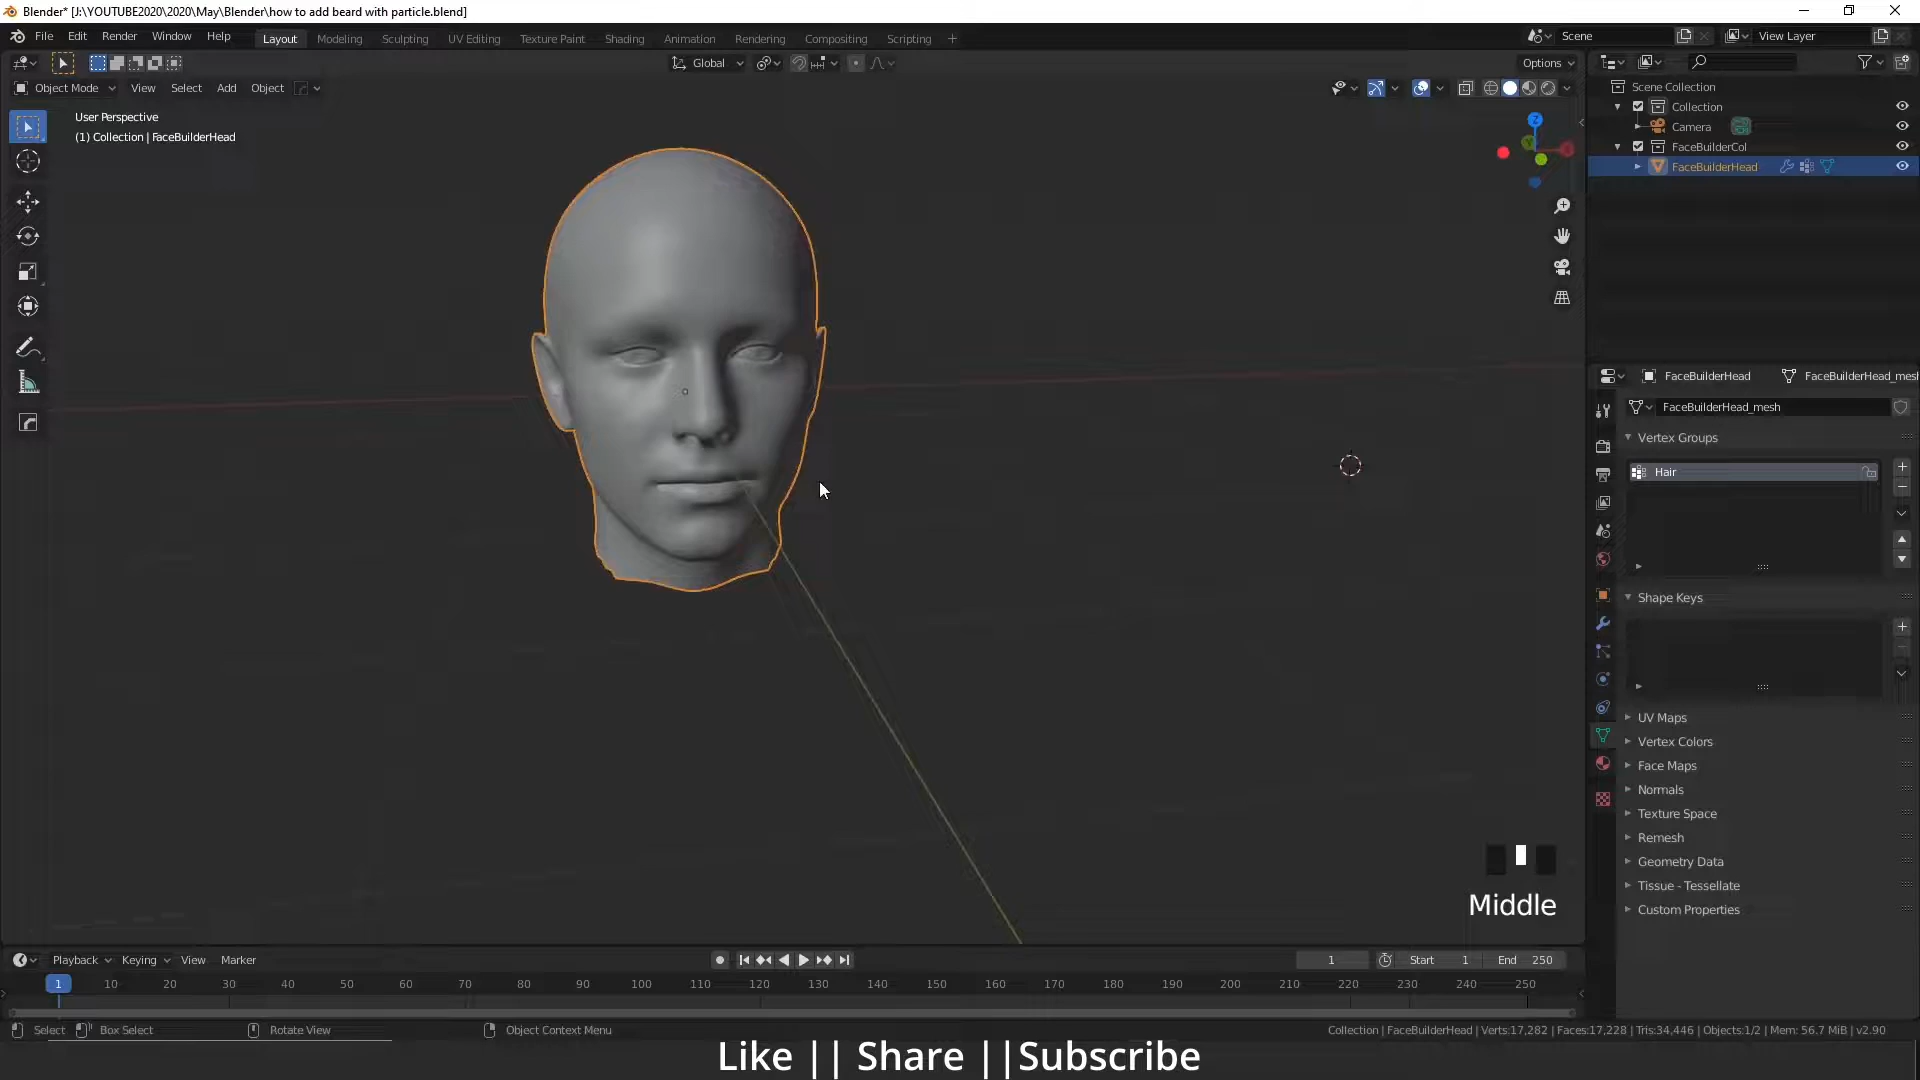 Blender* [J:\YOUTUBE2020\2020\May\Blender\how to add beard with particle.blend]
File Edit Render Window Help Layout Modeling Sculpting UV Editing Texture Paint Shading Animation Rendering Compositing Scripting + Scene View Layer
Global Options
Object Mode View Select Add Object
User Perspective
(1) Collection | FaceBuilderHead
Z
Y
Scene Collection
Collection
Camera
FaceBuilderCol
FaceBuilderHead
FaceBuilderHead FaceBuilderHead_mesh
FaceBuilderHead_mesh
Vertex Groups
Hair
Shape Keys
UV Maps
Vertex Colors
Face Maps
Normals
Texture Space
Remesh
Geometry Data
Tissue - Tessellate
Custom Properties
Middle
Playback Keying View Marker 1 Start 1 End 250
1 10 20 30 40 50 60 70 80 90 100 110 120 130 140 150 160 170 180 190 200 210 220 230 240 250
Select Box Select Rotate View Object Context Menu Collection | FaceBuilderHead | Verts:17,282 | Faces:17,228 | Tris:34,446 | Objects:1/2 | Mem: 56.7 MiB | v2.90
Like || Share ||Subscribe